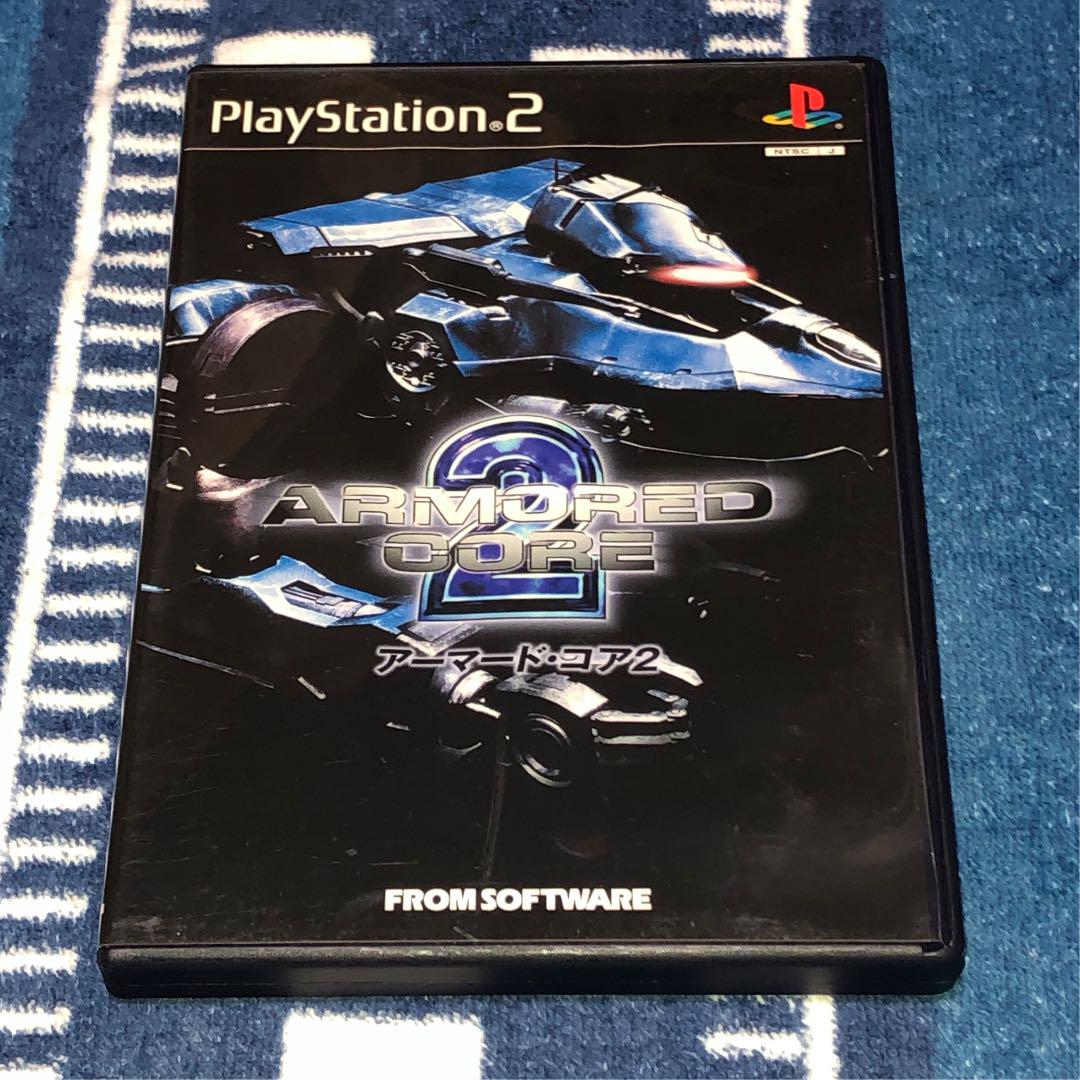 PlayStation®2
NTSC J
2
ARMORED
CORE
アーマード・コア2
FROM SOFTWARE